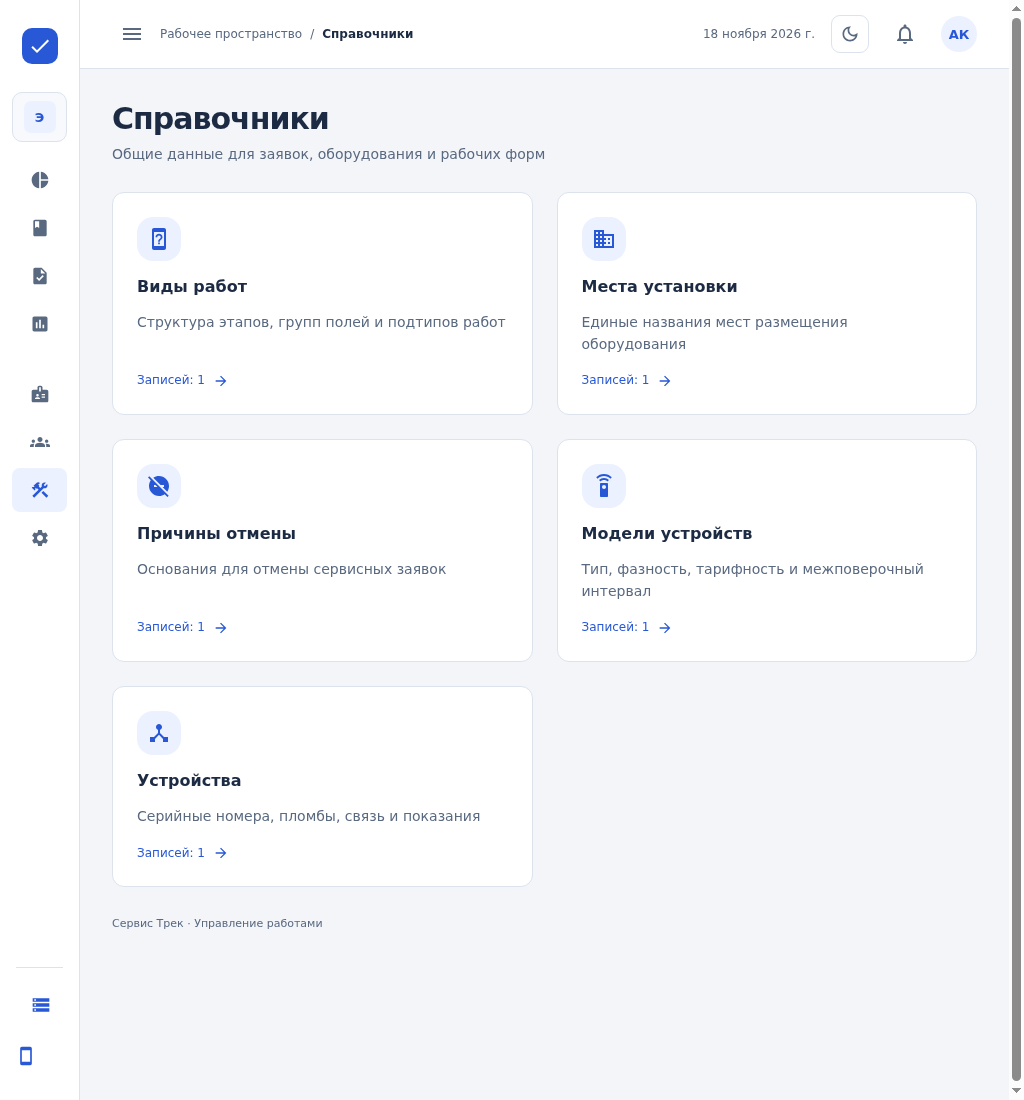 Рабочее пространство / Справочники
18 ноября 2026 г.
АК
Э
Справочники
Общие данные для заявок, оборудования и рабочих форм
Виды работ
Структура этапов, групп полей и подтипов работ
Записей: 1
Места установки
Единые названия мест размещения
оборудования
Записей: 1
Причины отмены
Основания для отмены сервисных заявок
Записей: 1
Модели устройств
Тип, фазность, тарифность и межповерочный
интервал
Записей: 1
Устройства
Серийные номера, пломбы, связь и показания
Записей: 1
Сервис Трек · Управление работами